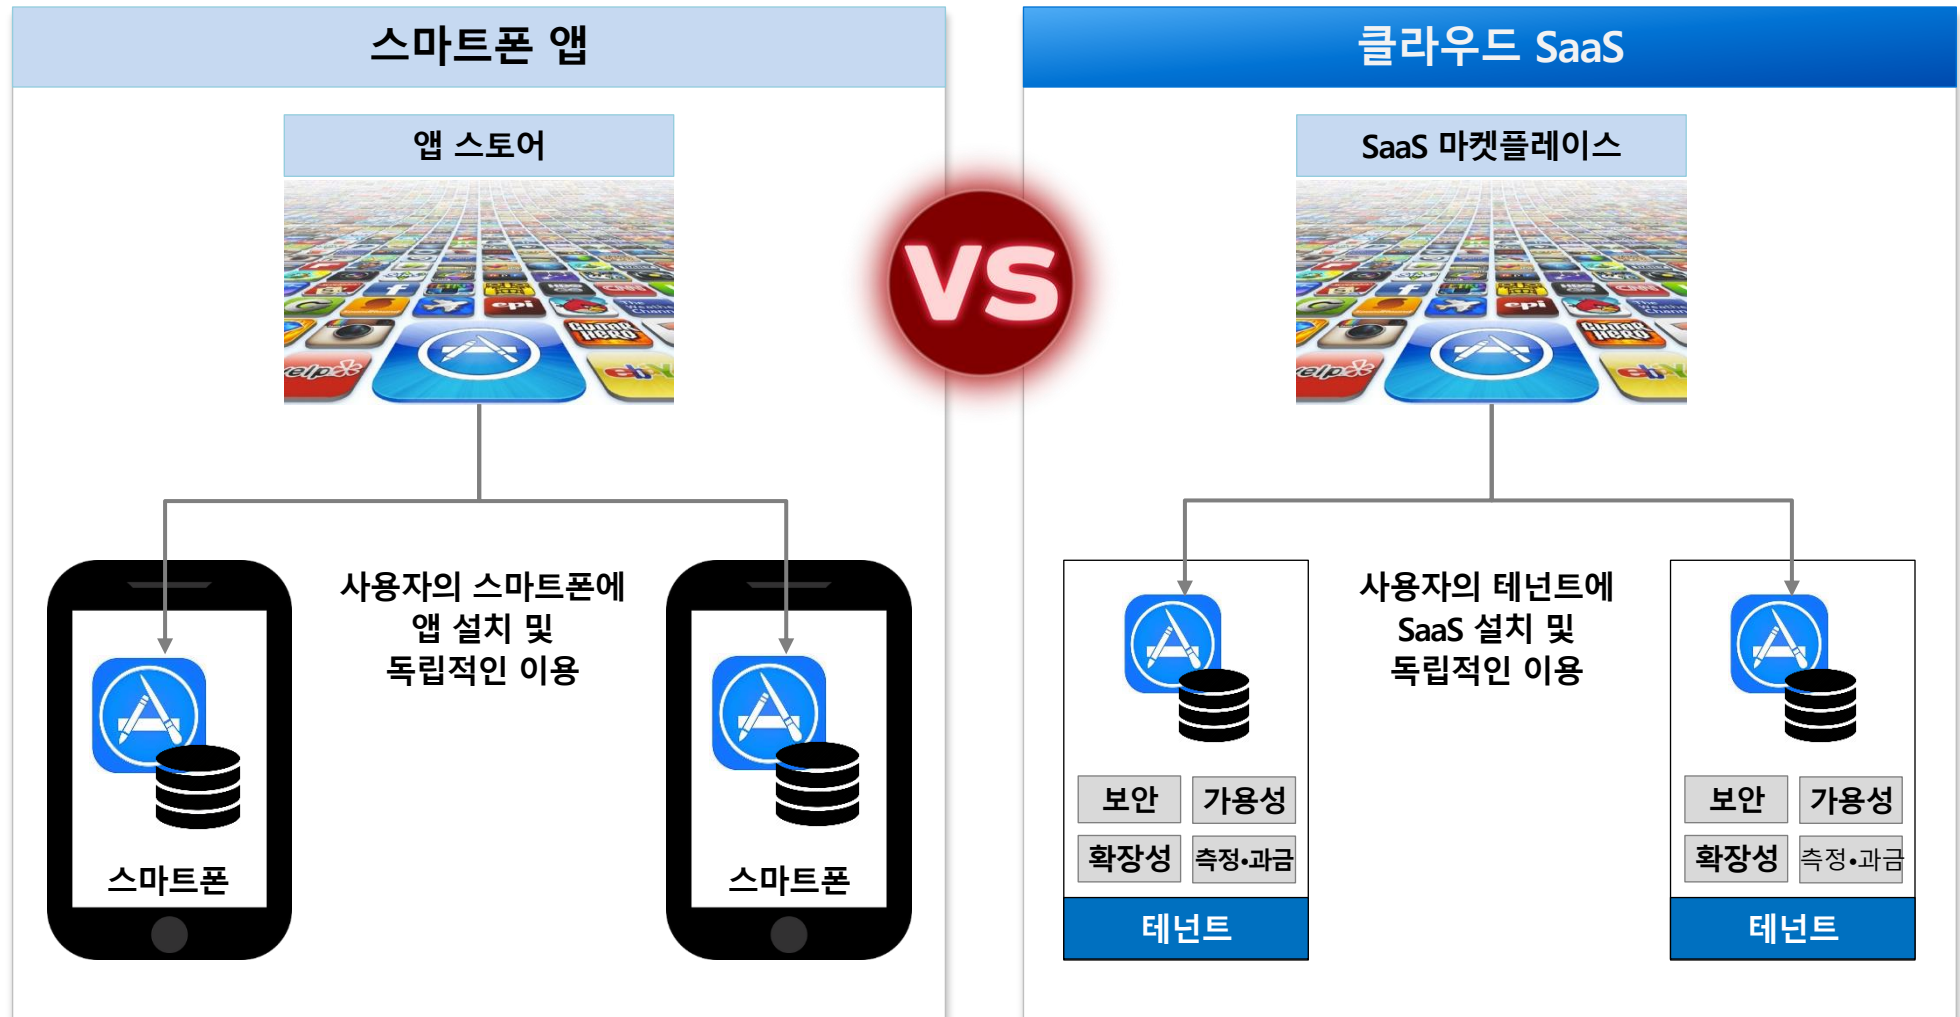 스마트폰 앱
앱 스토어
epi
yelp
사용자의 스마트폰에
앱 설치 및
독립적인 이용
스마트폰
스마트폰
VS
클라우드 SaaS
SaaS 마켓플레이스
epi
yelp
사용자의 테넌트에
SaaS 설치 및
독립적인 이용
보안 가용성
확장성 측정•과금
테넌트
보안 가용성
확장성 측정•과금
테넌트